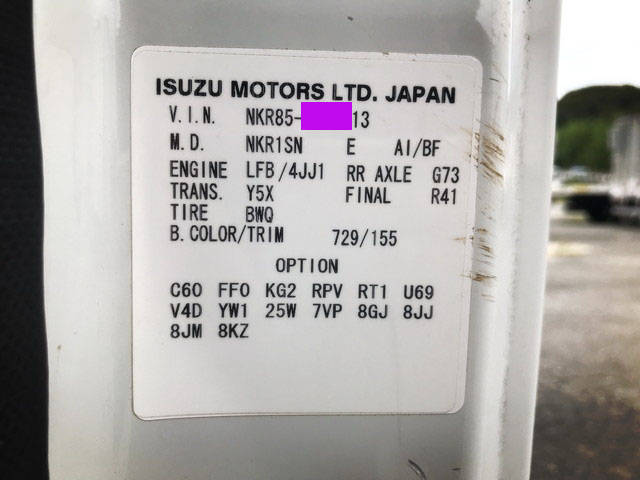 ISUZU MOTORS LTD. JAPAN
V.I.N. NKR85- 13
M.D. NKR1SN E AI/BF
ENGINE LFB/4JJ1 RR AXLE G73
TRANS. Y5X FINAL R41
TIRE BWQ
B.COLOR/TRIM 729/155
OPTION
C60 FF0 KG2 RPV RT1 U69
V4D YW1 25W 7VP 8GJ 8JJ
8JM 8KZ